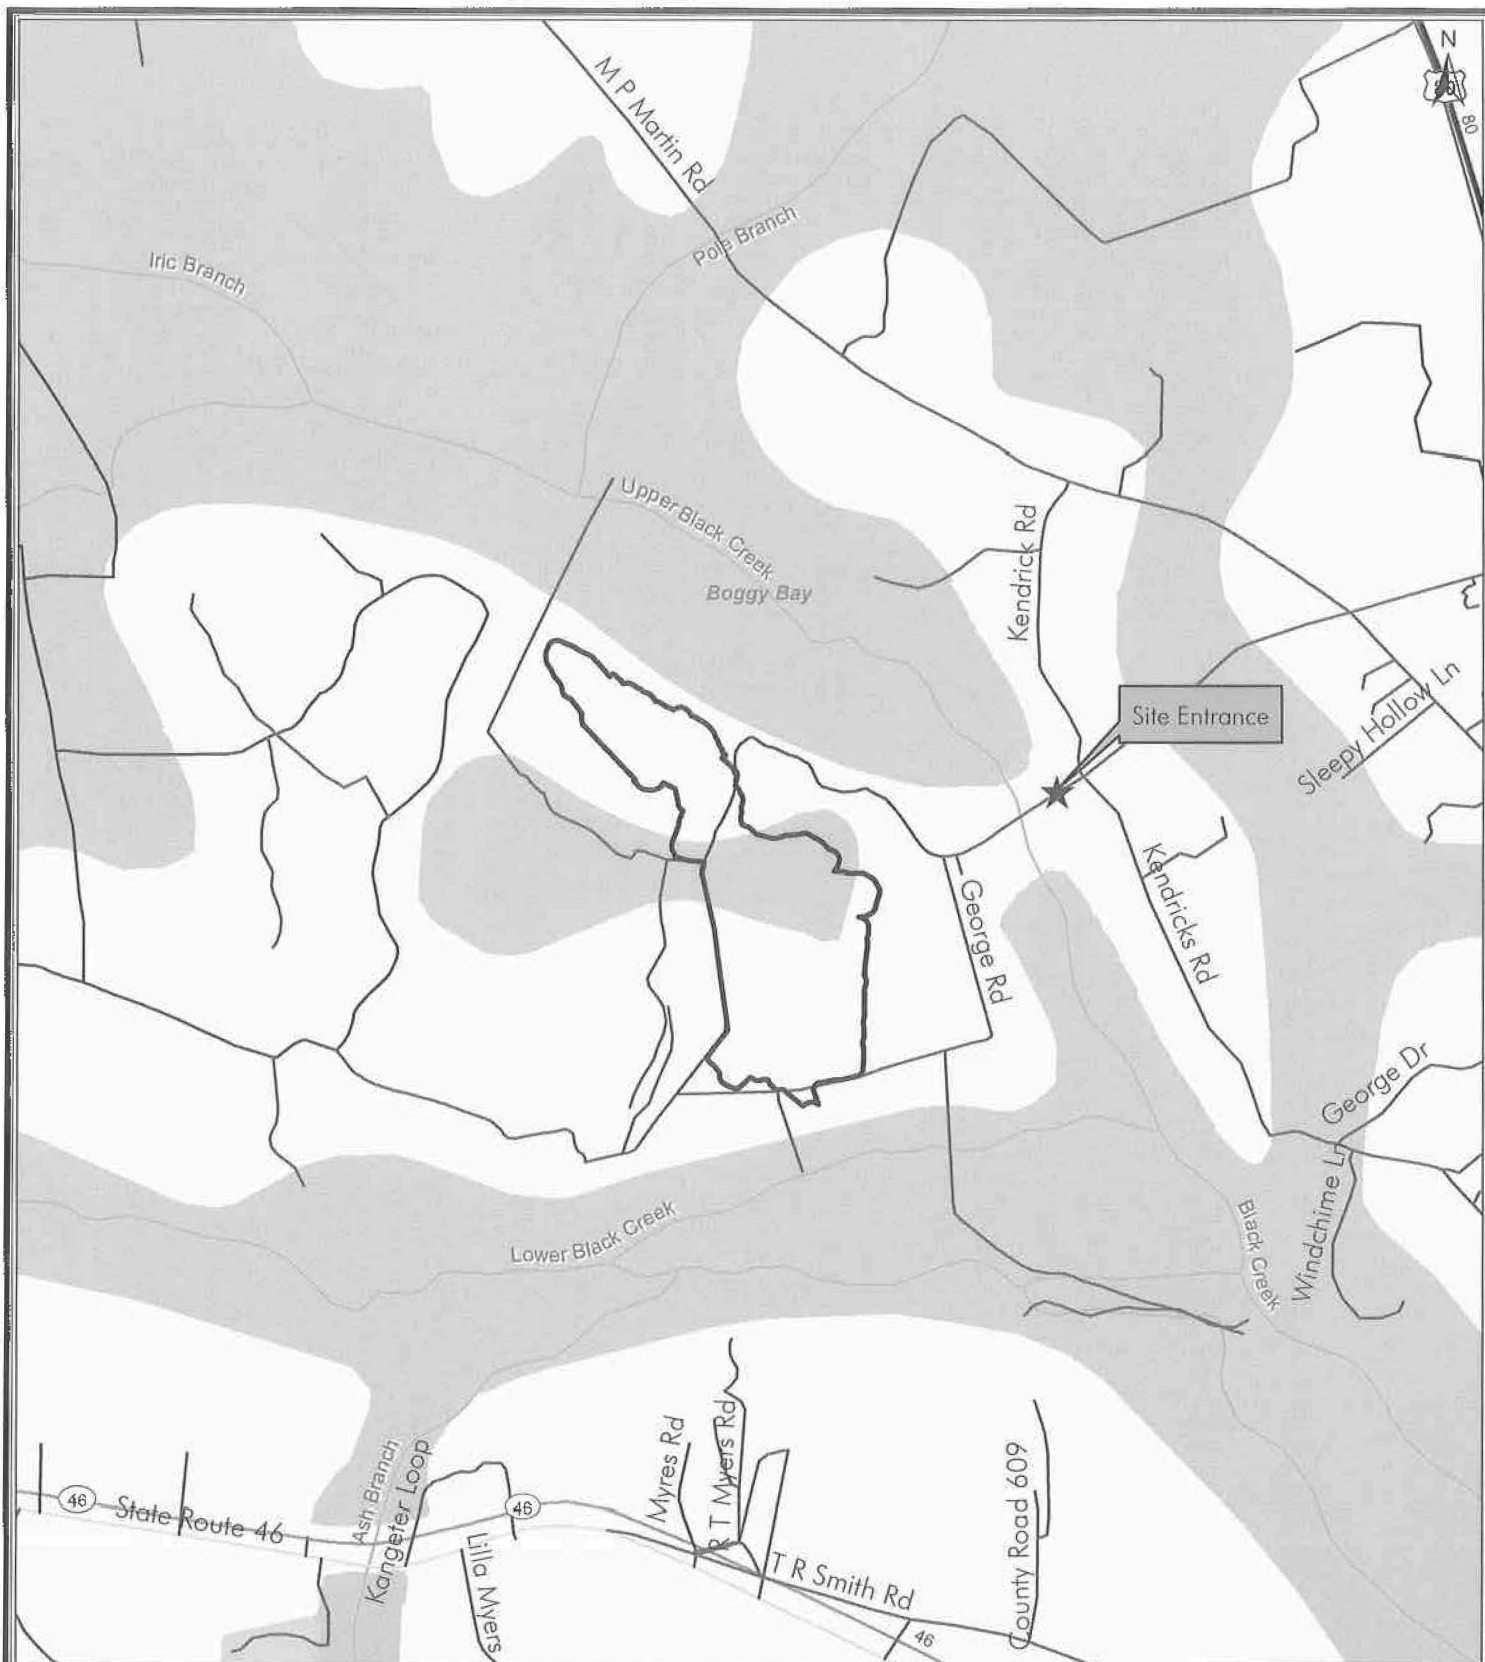 N
M P Martin Rd
80
80
Pole Branch
Iric Branch
Upper Black Creek
Boggy Bay
Kendrick Rd
Site Entrance
Sleepy Hollow Ln
Kendricks Rd
George Rd
George Dr
Windchime Ln
Black Creek
Lower Black Creek
46
State Route 46
Ash Branch
Kangeter Loop
46
Lilla Myers
Myres Rd
R T Myers Rd
T R Smith Rd
46
County Road 609